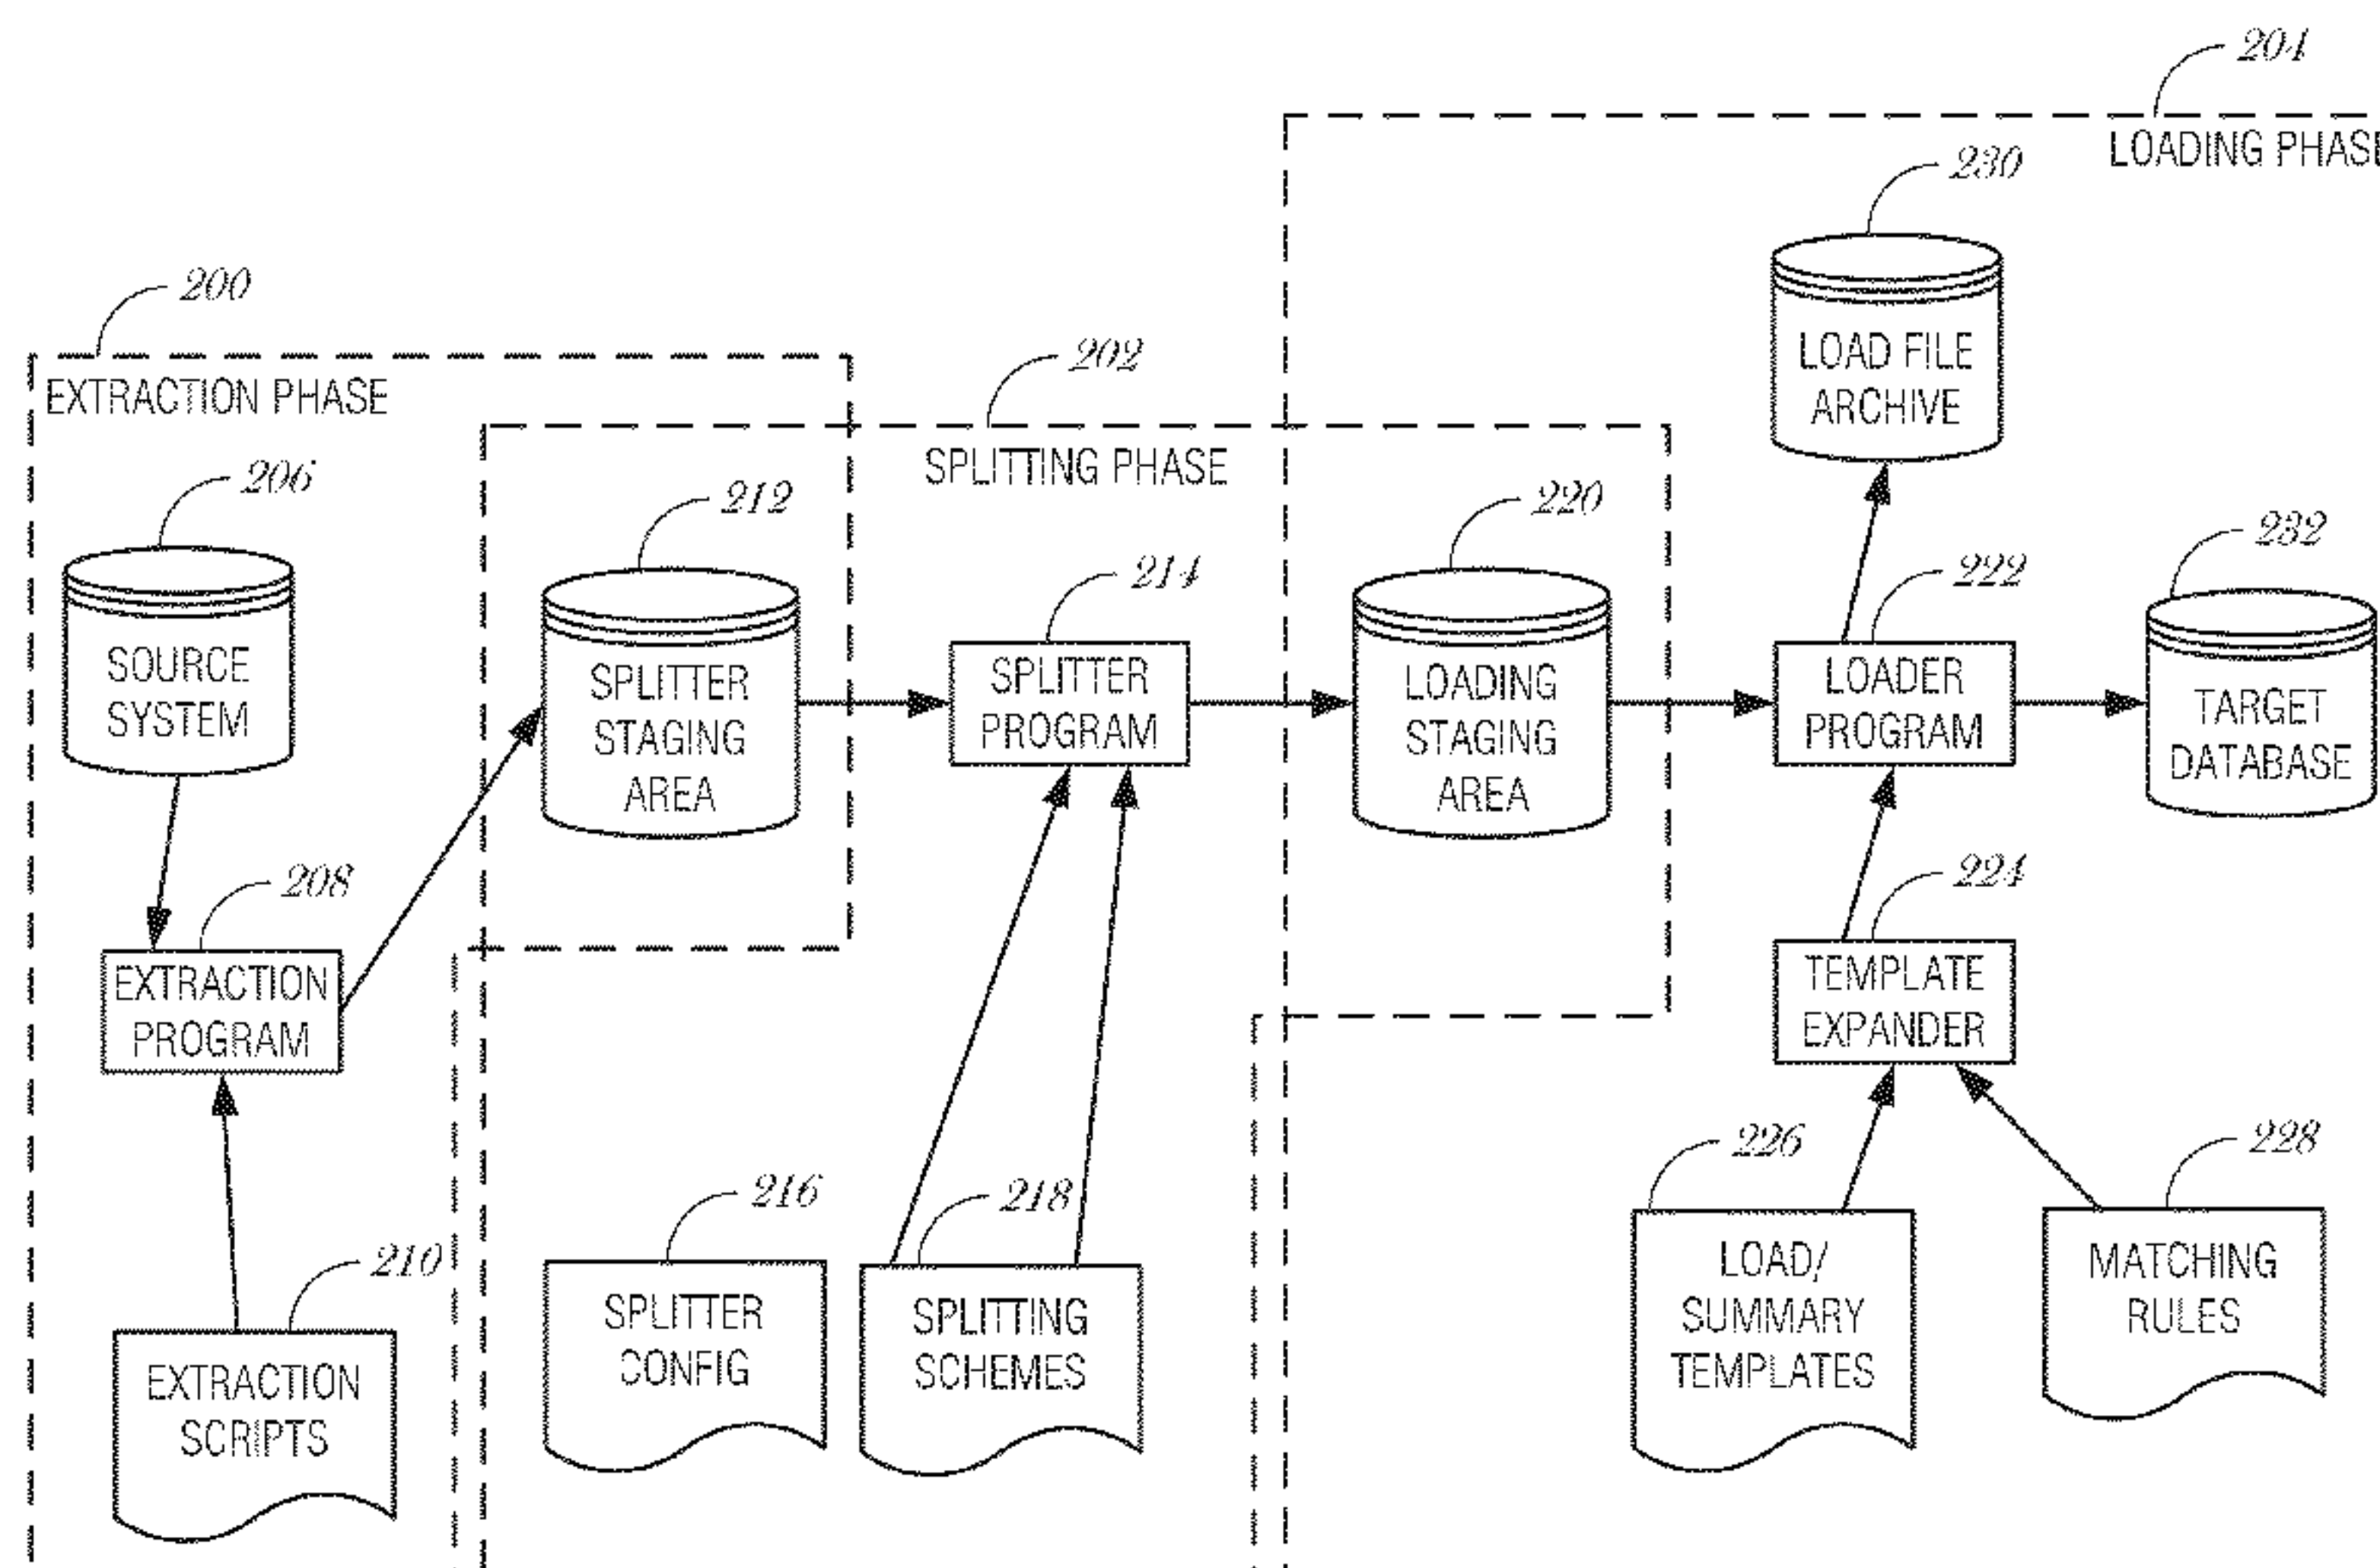 204
LOADING PHASE
230
LOAD FILE
ARCHIVE
200
EXTRACTION PHASE
202
SPLITTING PHASE
206
SOURCE
SYSTEM
212
SPLITTER
STAGING
AREA
214
SPLITTER
PROGRAM
220
LOADING
STAGING
AREA
222
LOADER
PROGRAM
232
TARGET
DATABASE
208
EXTRACTION
PROGRAM
224
TEMPLATE
EXPANDER
210
EXTRACTION
SCRIPTS
216
SPLITTER
CONFIG
218
SPLITTING
SCHEMES
226
LOAD/
SUMMARY
TEMPLATES
228
MATCHING
RULES